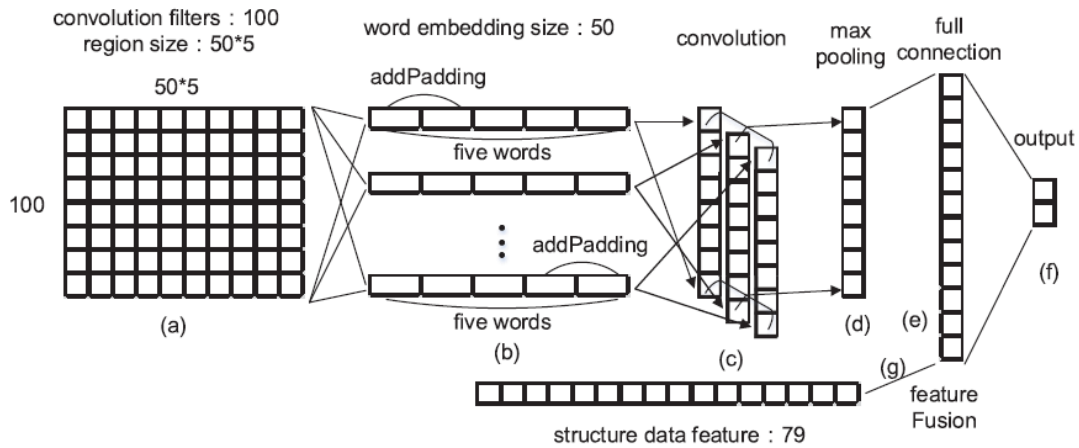 convolution filters : 100
region size : 50*5
word embedding size : 50
convolution
max
pooling
full
connection
50*5
addPadding
five words
output
100
addPadding
five words
(a)
(b)
(c)
(d)
(e)
(f)
(g)
feature
Fusion
structure data feature : 79